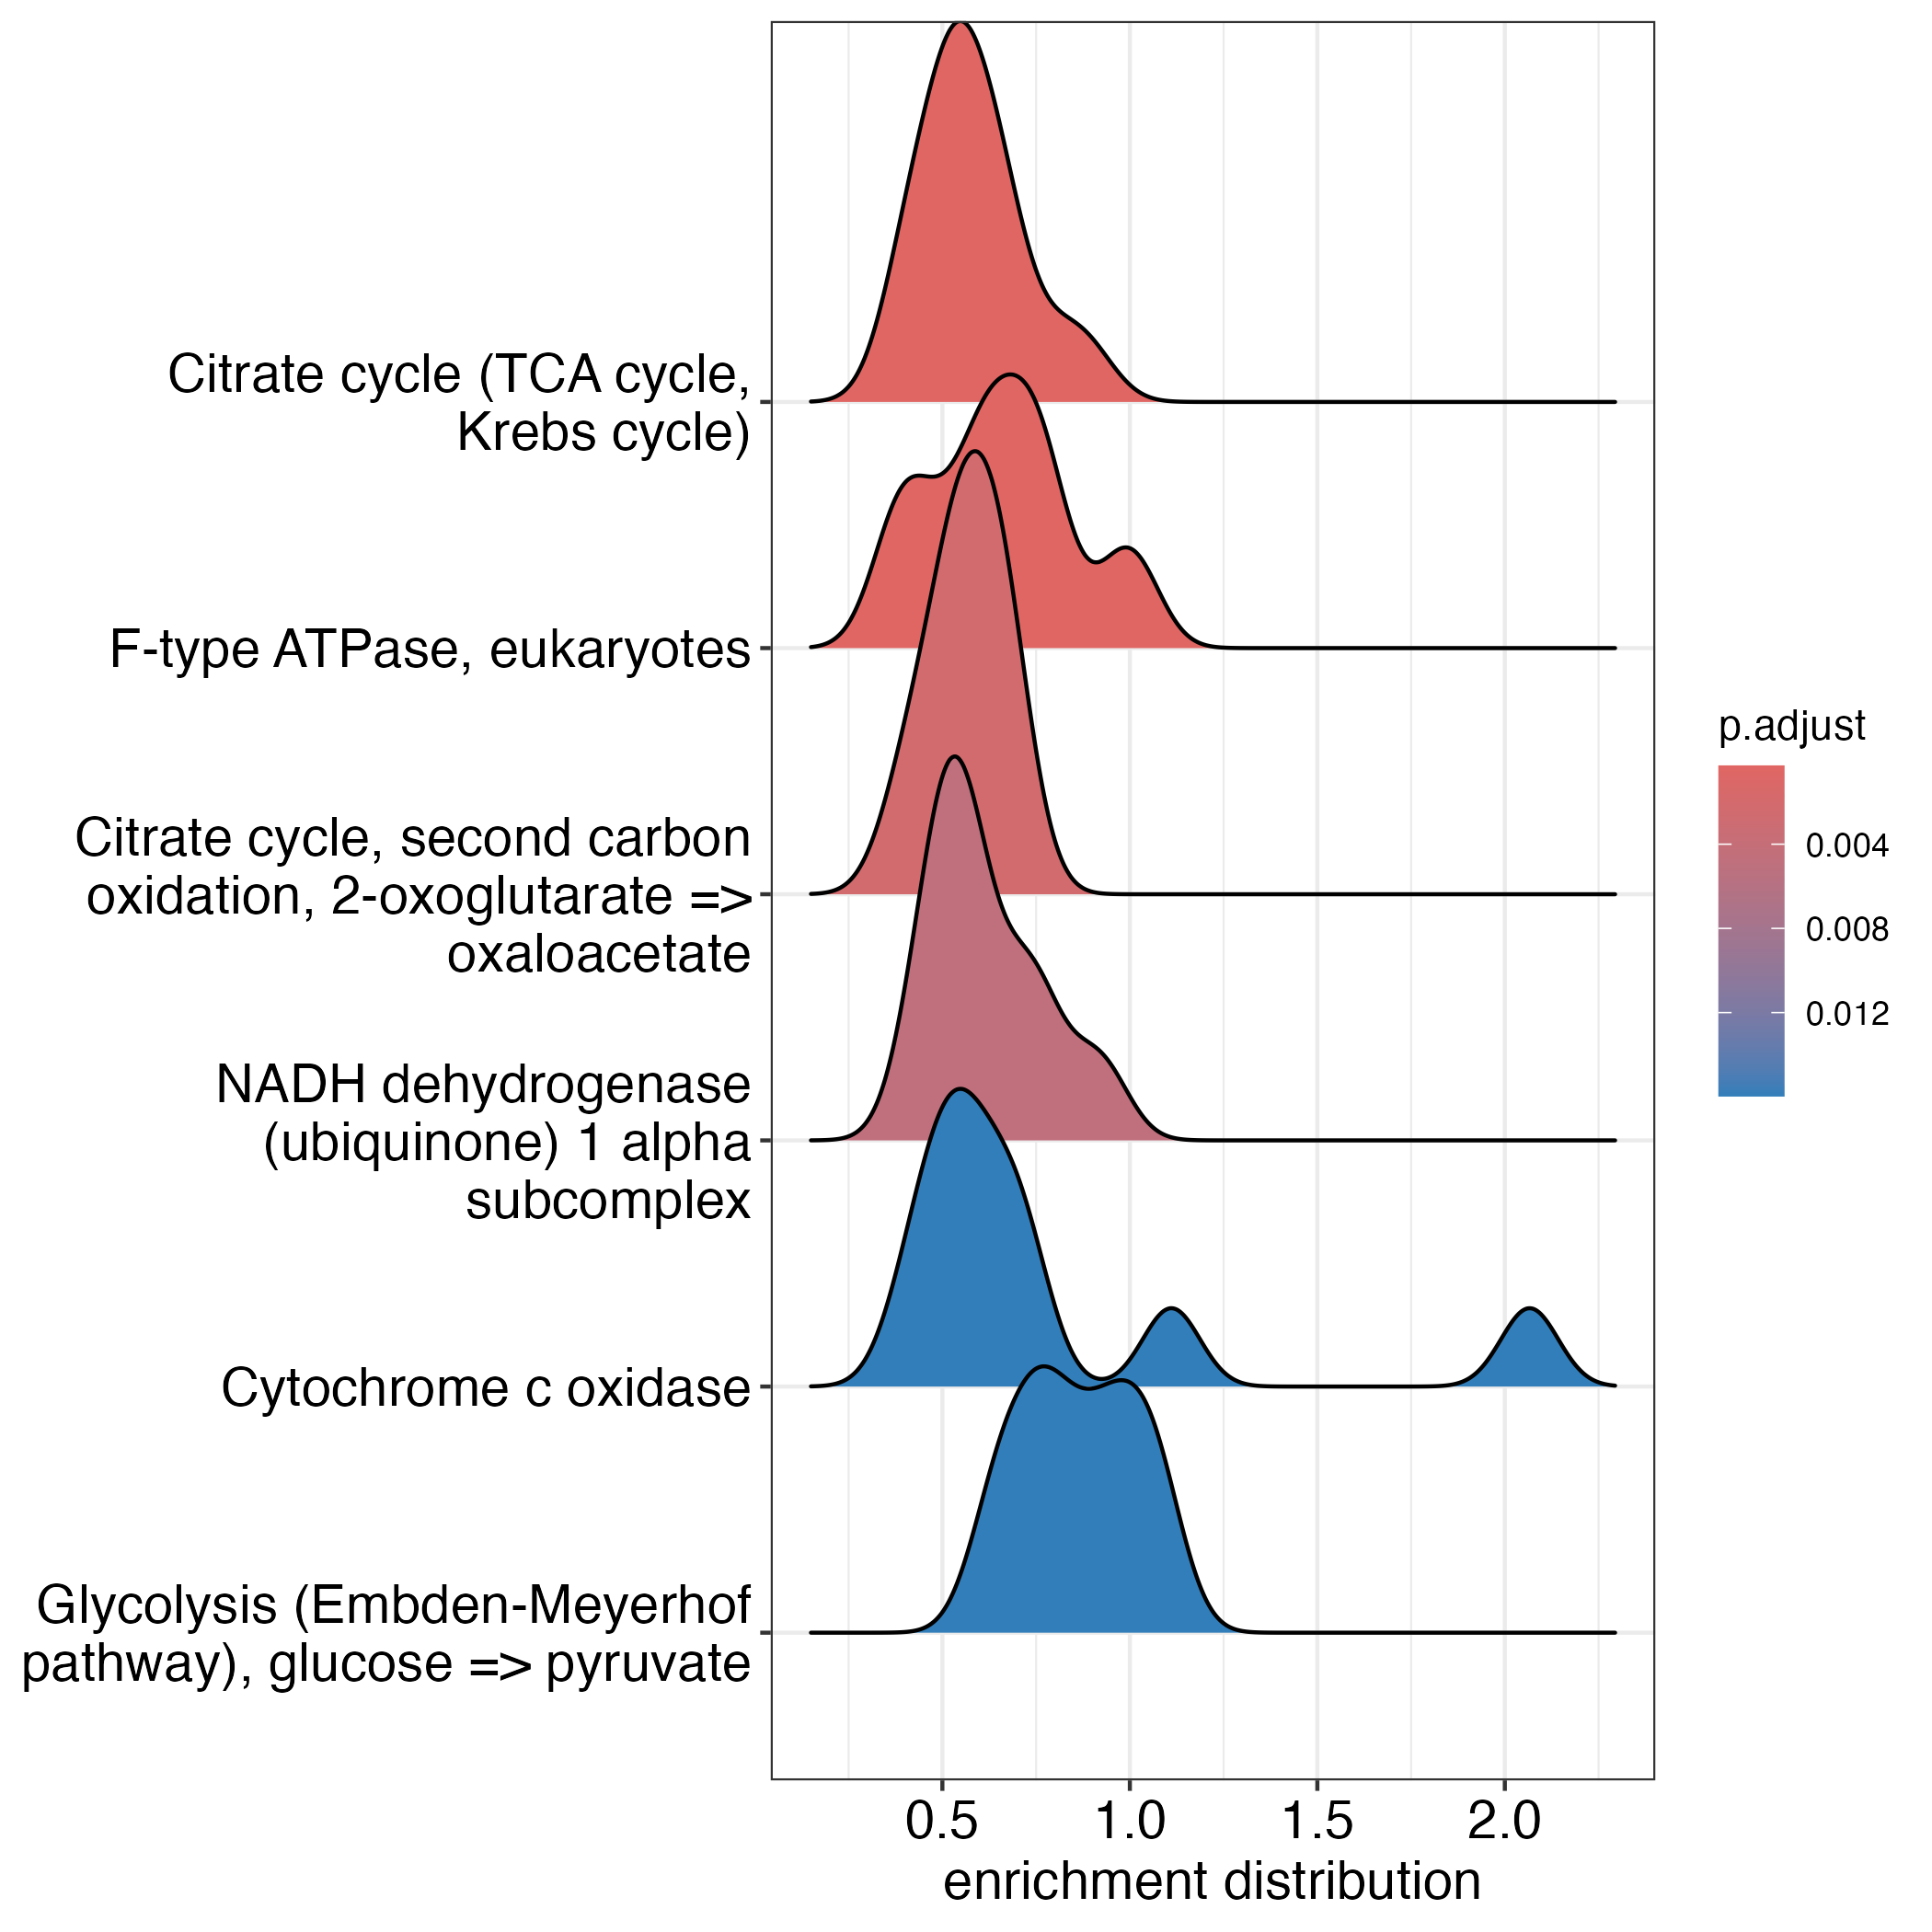 Citrate cycle (TCA cycle,
Krebs cycle)
F-type ATPase, eukaryotes
Citrate cycle, second carbon
oxidation, 2-oxoglutarate =>
oxaloacetate
NADH dehydrogenase
(ubiquinone) 1 alpha
subcomplex
Cytochrome c oxidase
Glycolysis (Embden-Meyerhof
pathway), glucose => pyruvate
0.5 1.0 1.5 2.0
enrichment distribution
p.adjust
0.004
0.008
0.012